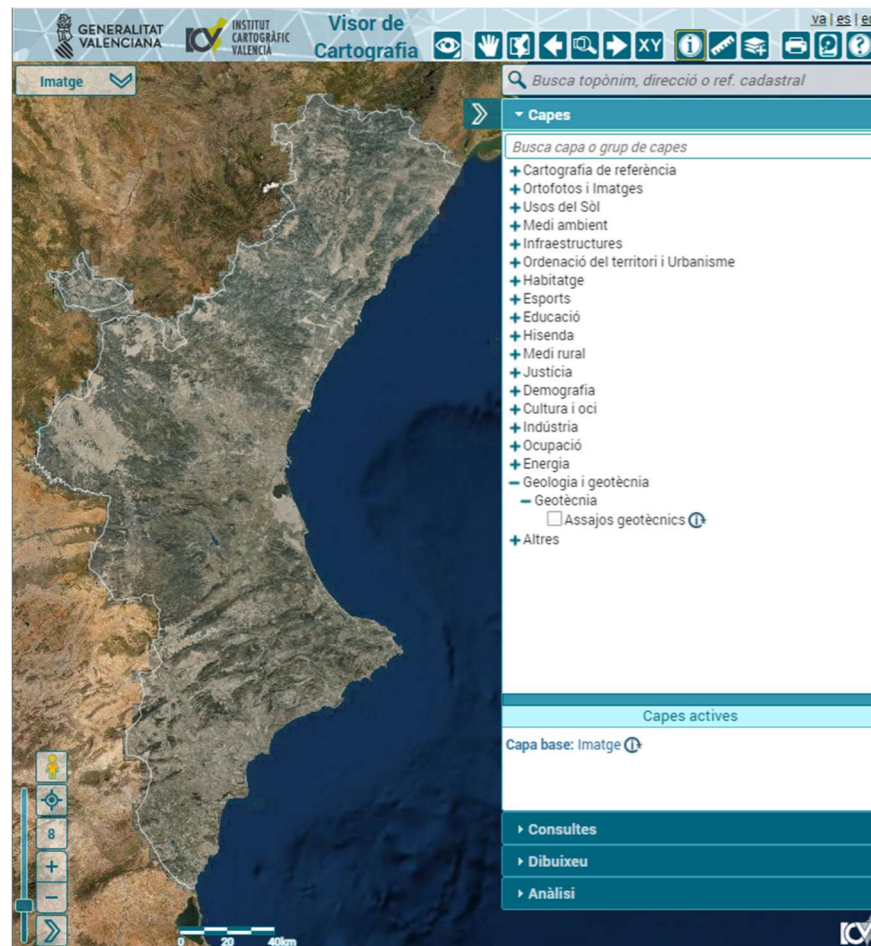 GENERALITAT
VALENCIANA
INSTITUT
CARTOGRÀFIC
VALENCIÀ
Visor de
Cartografia
XY
va | es | en
Imatge
Busca topònim, direcció o ref. cadastral
Capes
Busca capa o grup de capes
Cartografia de referència
Ortofotos i Imatges
Usos del Sòl
Medi ambient
Infraestructures
Ordenació del territori i Urbanisme
Habitatge
Esports
Educació
Hisenda
Medi rural
Justícia
Demografia
Cultura i oci
Indústria
Ocupació
Energia
Geologia i geotècnia
Geotècnia
Assajos geotècnics
Altres
Capes actives
Capa base: Imatge
Consultes
Dibuixeu
Anàlisi
8
0 20 40km